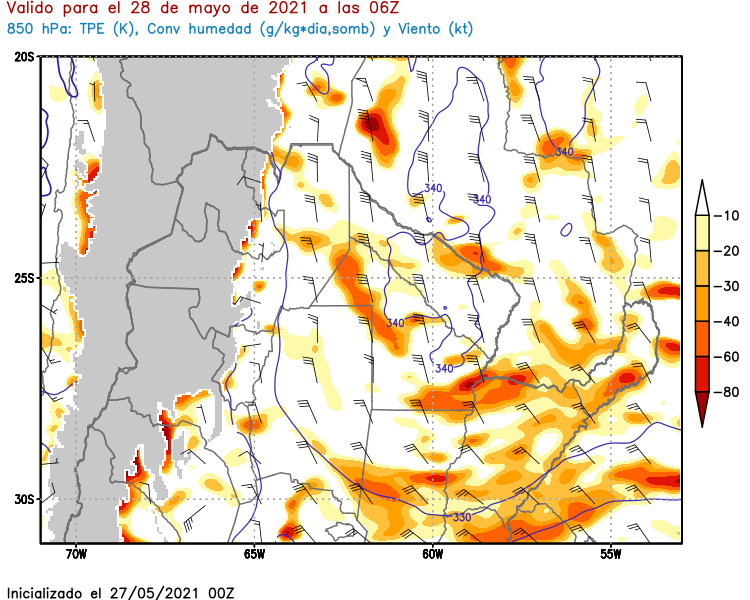 Valido para el 28 de mayo de 2021 a las 06Z
850 hPa: TPE (K), Conv humedad (g/kg*dia,somb) y Viento (kt)
20S
340
340
340
-10
-20
25S
-30
340
-40
340
-60
-80
30S
330
330
70W 65W 60W 55W
Inicializado el 27/05/2021 00Z